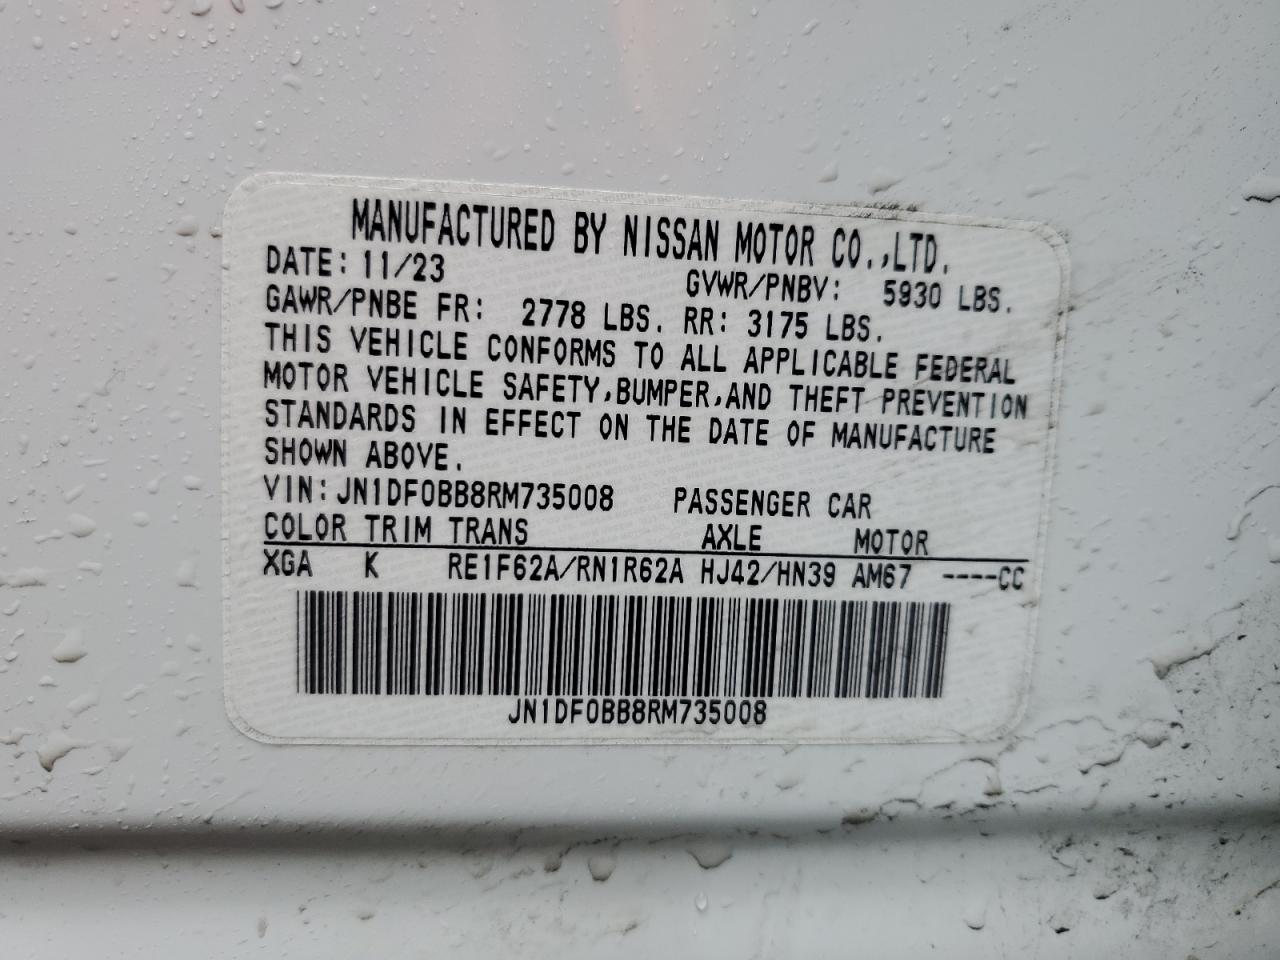 MANUFACTURED BY NISSAN MOTOR CO.,LTD.
DATE: 11/23 GVWR/PNBV: 5930 LBS.
GAWR/PNBE FR: 2778 LBS. RR: 3175 LBS.
THIS VEHICLE CONFORMS TO ALL APPLICABLE FEDERAL
MOTOR VEHICLE SAFETY,BUMPER,AND THEFT PREVENTION
STANDARDS IN EFFECT ON THE DATE OF MANUFACTURE
SHOWN ABOVE.
VIN: JN1DF0BB8RM735008 PASSENGER CAR
COLOR TRIM TRANS AXLE MOTOR
XGA K RE1F62A/RN1R62A HJ42/HN39 AM67 ----CC
JN1DF0BB8RM735008